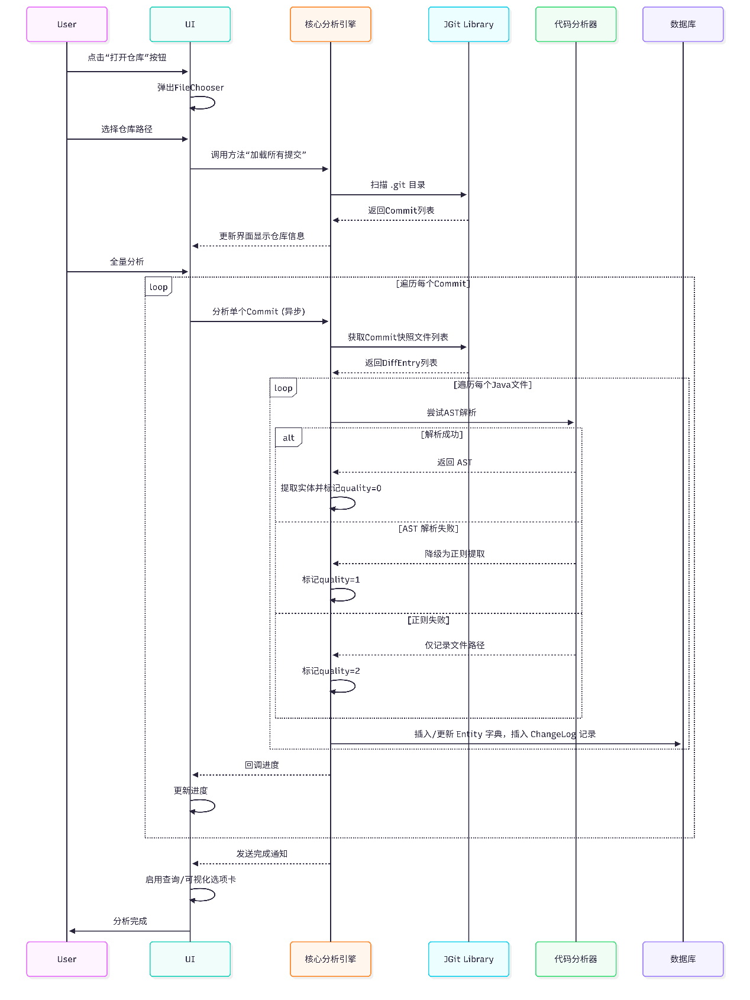 User
UI
核心分析引擎
JGit Library
代码分析器
数据库
点击“打开仓库”按钮
弹出FileChooser
选择仓库路径
调用方法“加载所有提交”
扫描 .git 目录
返回Commit列表
更新界面显示仓库信息
全量分析
loop
[遍历每个Commit]
分析单个Commit (异步)
获取Commit快照文件列表
返回DiffEntry列表
loop
[遍历每个Java文件]
尝试AST解析
alt
[解析成功]
返回 AST
提取实体并标记quality=0
[AST 解析失败]
降级为正则提取
标记quality=1
[正则失败]
仅记录文件路径
标记quality=2
插入/更新 Entity 字典，插入 ChangeLog 记录
回调进度
更新进度
发送完成通知
启用查询/可视化选项卡
分析完成
User
UI
核心分析引擎
JGit Library
代码分析器
数据库